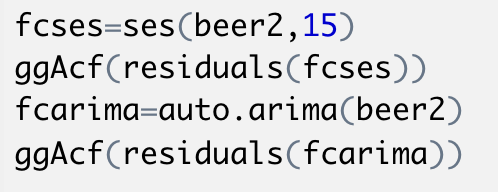 fcses=ses(beer2,15)
ggAcf(residuals(fcses))
fcarima=auto.arima(beer2)
ggAcf(residuals(fcarima))